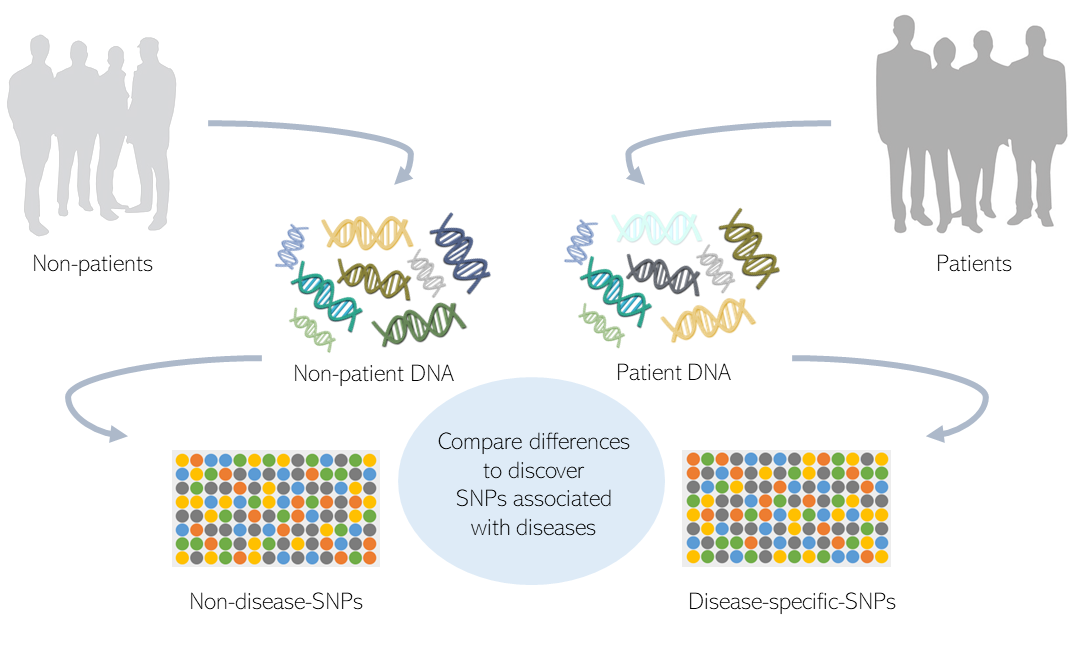 Non-patients
Patients
Non-patient DNA
Patient DNA
Compare differences
to discover
SNPs associated
with diseases
Non-disease-SNPs
Disease-specific-SNPs